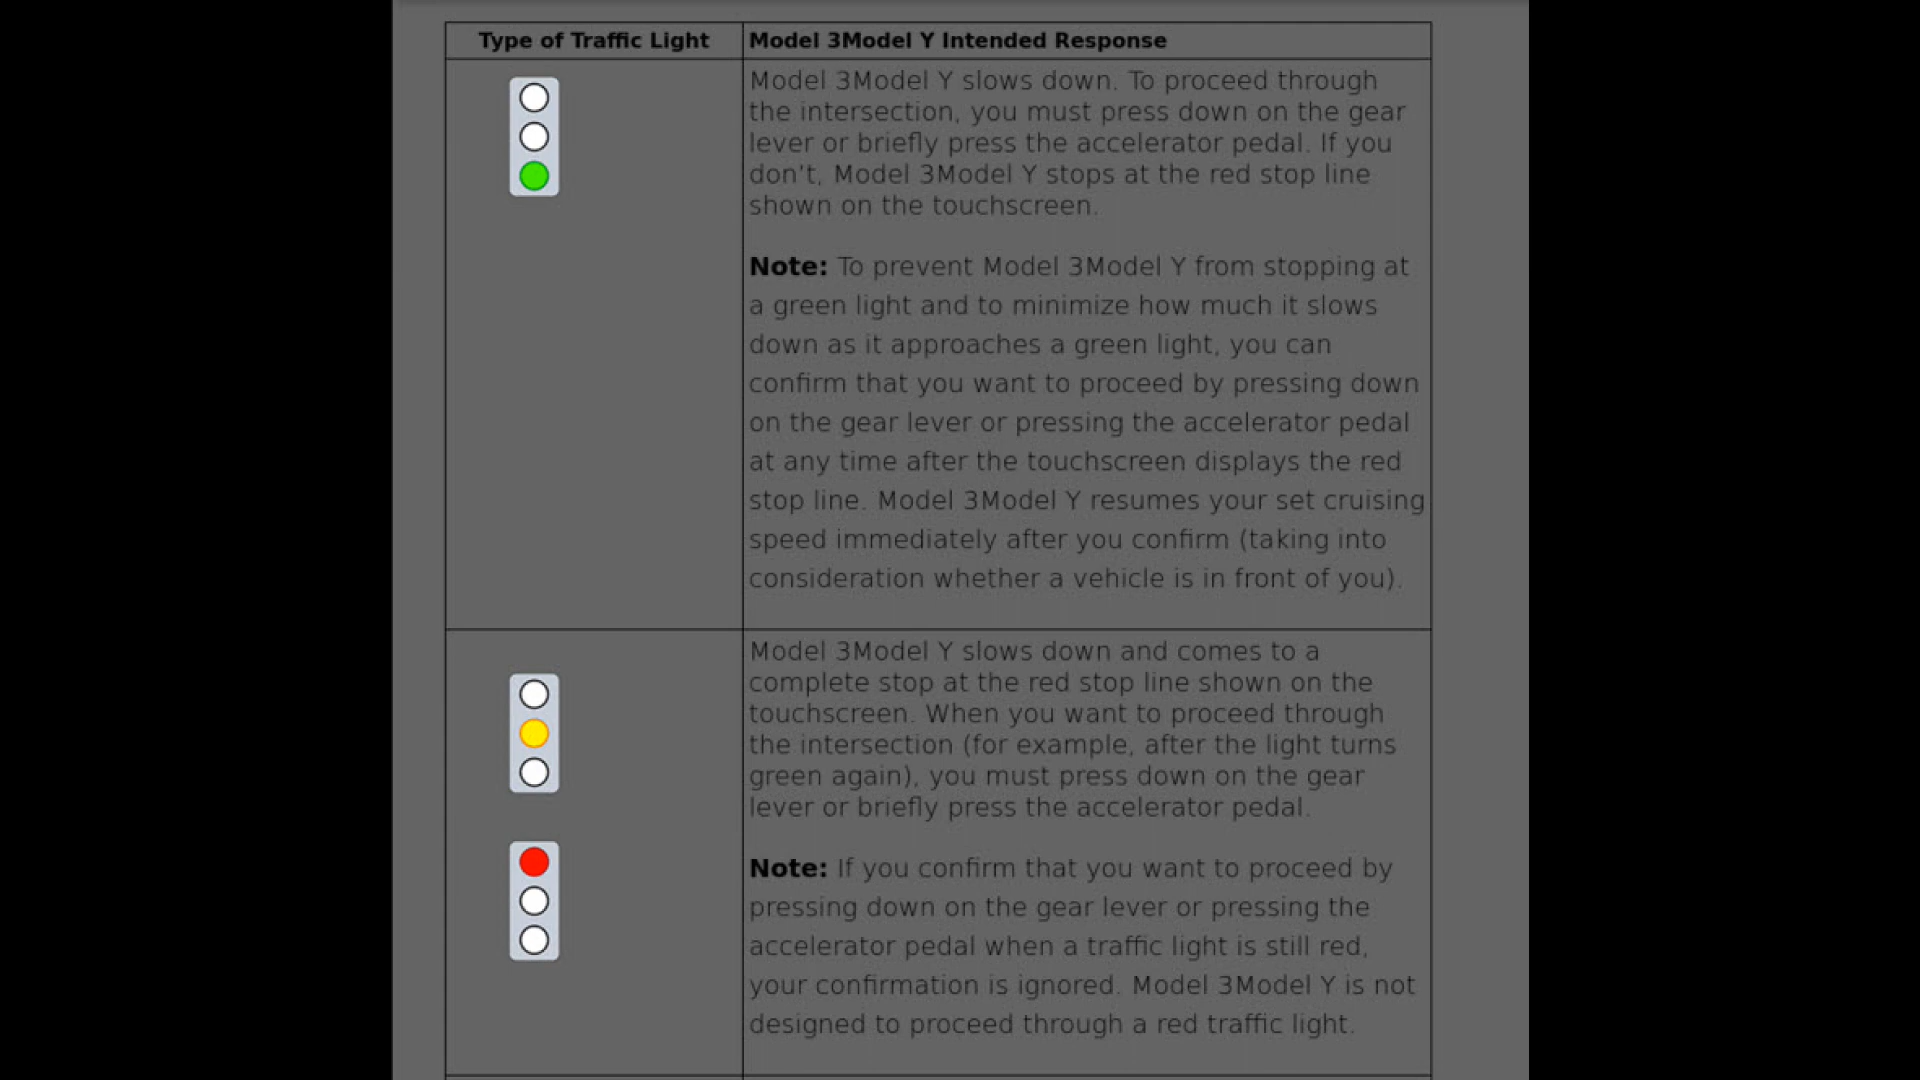 Type of Traffic Light
Model 3Model Y Intended Response
Model 3Model Y slows down. To proceed through
the intersection, you must press down on the gear
lever or briefly press the accelerator pedal. If you
don't, Model 3Model Y stops at the red stop line
shown on the touchscreen.
Note: To prevent Model 3Model Y from stopping at
a green light and to minimize how much it slows
down as it approaches a green light, you can
confirm that you want to proceed by pressing down
on the gear lever or pressing the accelerator pedal
at any time after the touchscreen displays the red
stop line. Model 3Model Y resumes your set cruising
speed immediately after you confirm (taking into
consideration whether a vehicle is in front of you).
Model 3Model Y slows down and comes to a
complete stop at the red stop line shown on the
touchscreen. When you want to proceed through
the intersection (for example, after the light turns
green again), you must press down on the gear
lever or briefly press the accelerator pedal.
Note: If you confirm that you want to proceed by
pressing down on the gear lever or pressing the
accelerator pedal when a traffic light is still red,
your confirmation is ignored. Model 3Model Y is not
designed to proceed through a red traffic light.